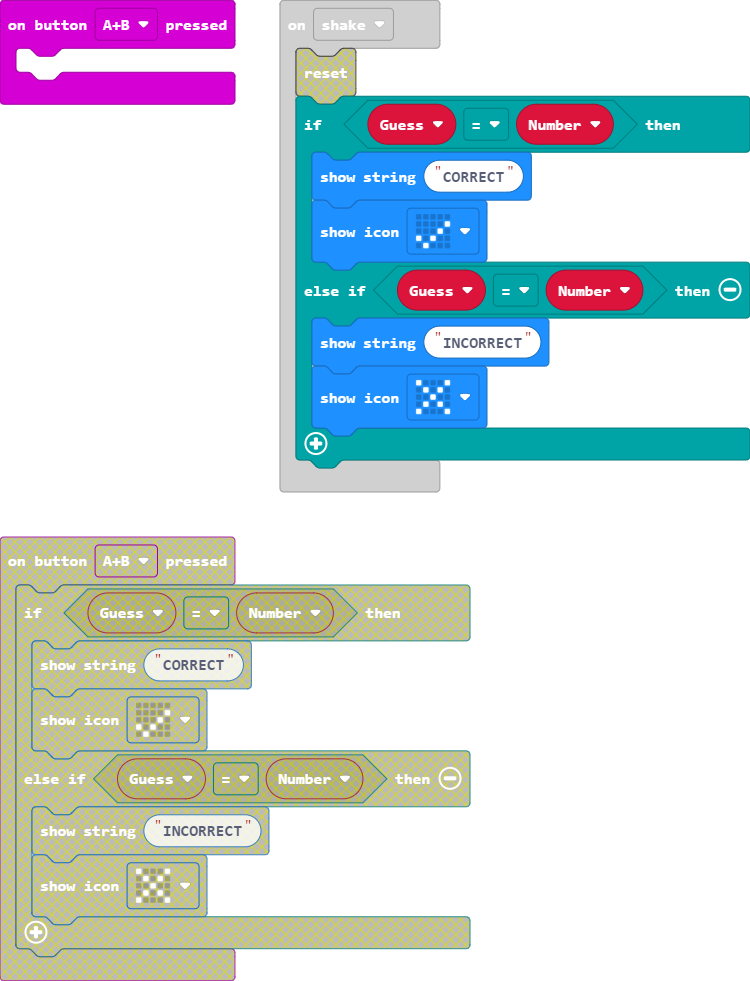 on button A+B pressed
on shake
reset
if Guess = Number then
show string "CORRECT"
show icon
else if Guess = Number then
show string "INCORRECT"
show icon
on button A+B pressed
if Guess = Number then
show string "CORRECT"
show icon
else if Guess = Number then
show string "INCORRECT"
show icon